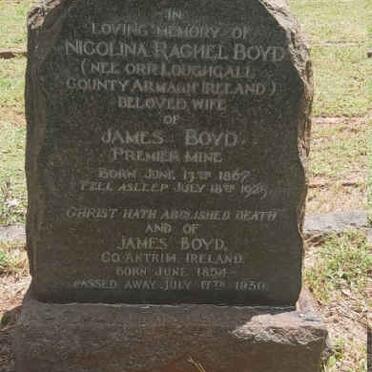 IN
LOVING MEMORY OF
NICOLINA RACHEL BOYD
(NEE ORR LOUGHGALL
COUNTY ARMAGH IRELAND)
BELOVED WIFE
OF
JAMES BOYD
PREMIER MINE
BORN JUNE 13TH 1867
FELL ASLEEP JULY 18TH
CHRIST HATH ABOLISHED DEATH
AND OF
JAMES BOYD,
CO ANTRIM, IRELAND.
BORN JUNE 1854
PASSED AWAY JULY 17TH 1930.